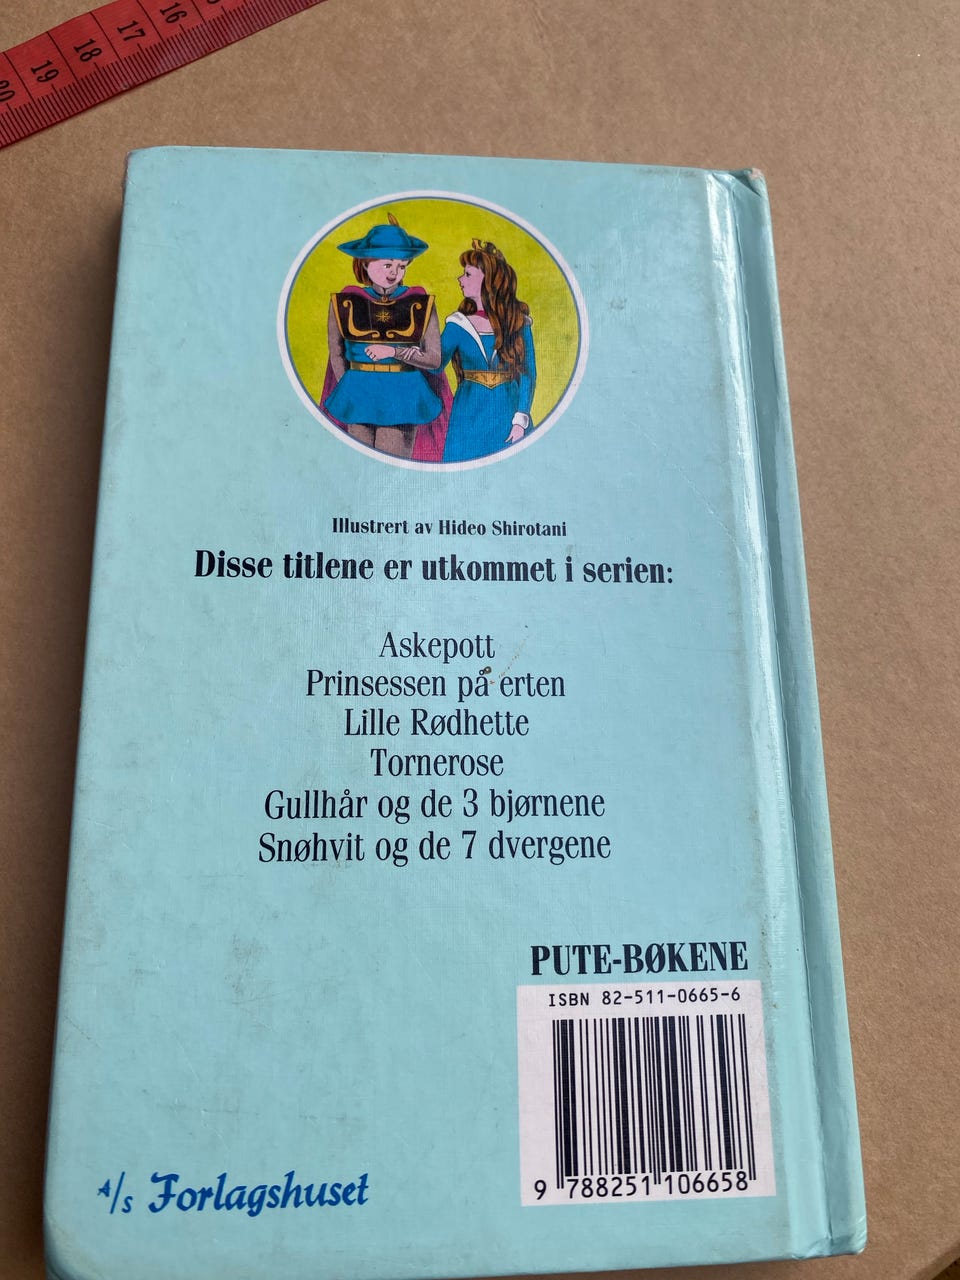 20 19 18 17 16
Illustrert av Hideo Shirotani
Disse titlene er utkommet i serien:
Askepott
Prinsessen på erten
Lille Rødhette
Tornerose
Gullhår og de 3 bjørnene
Snøhvit og de 7 dvergene
PUTE-BØKENE
ISBN 82-511-0665-6
9 788251 106658
A/S Forlagshuset